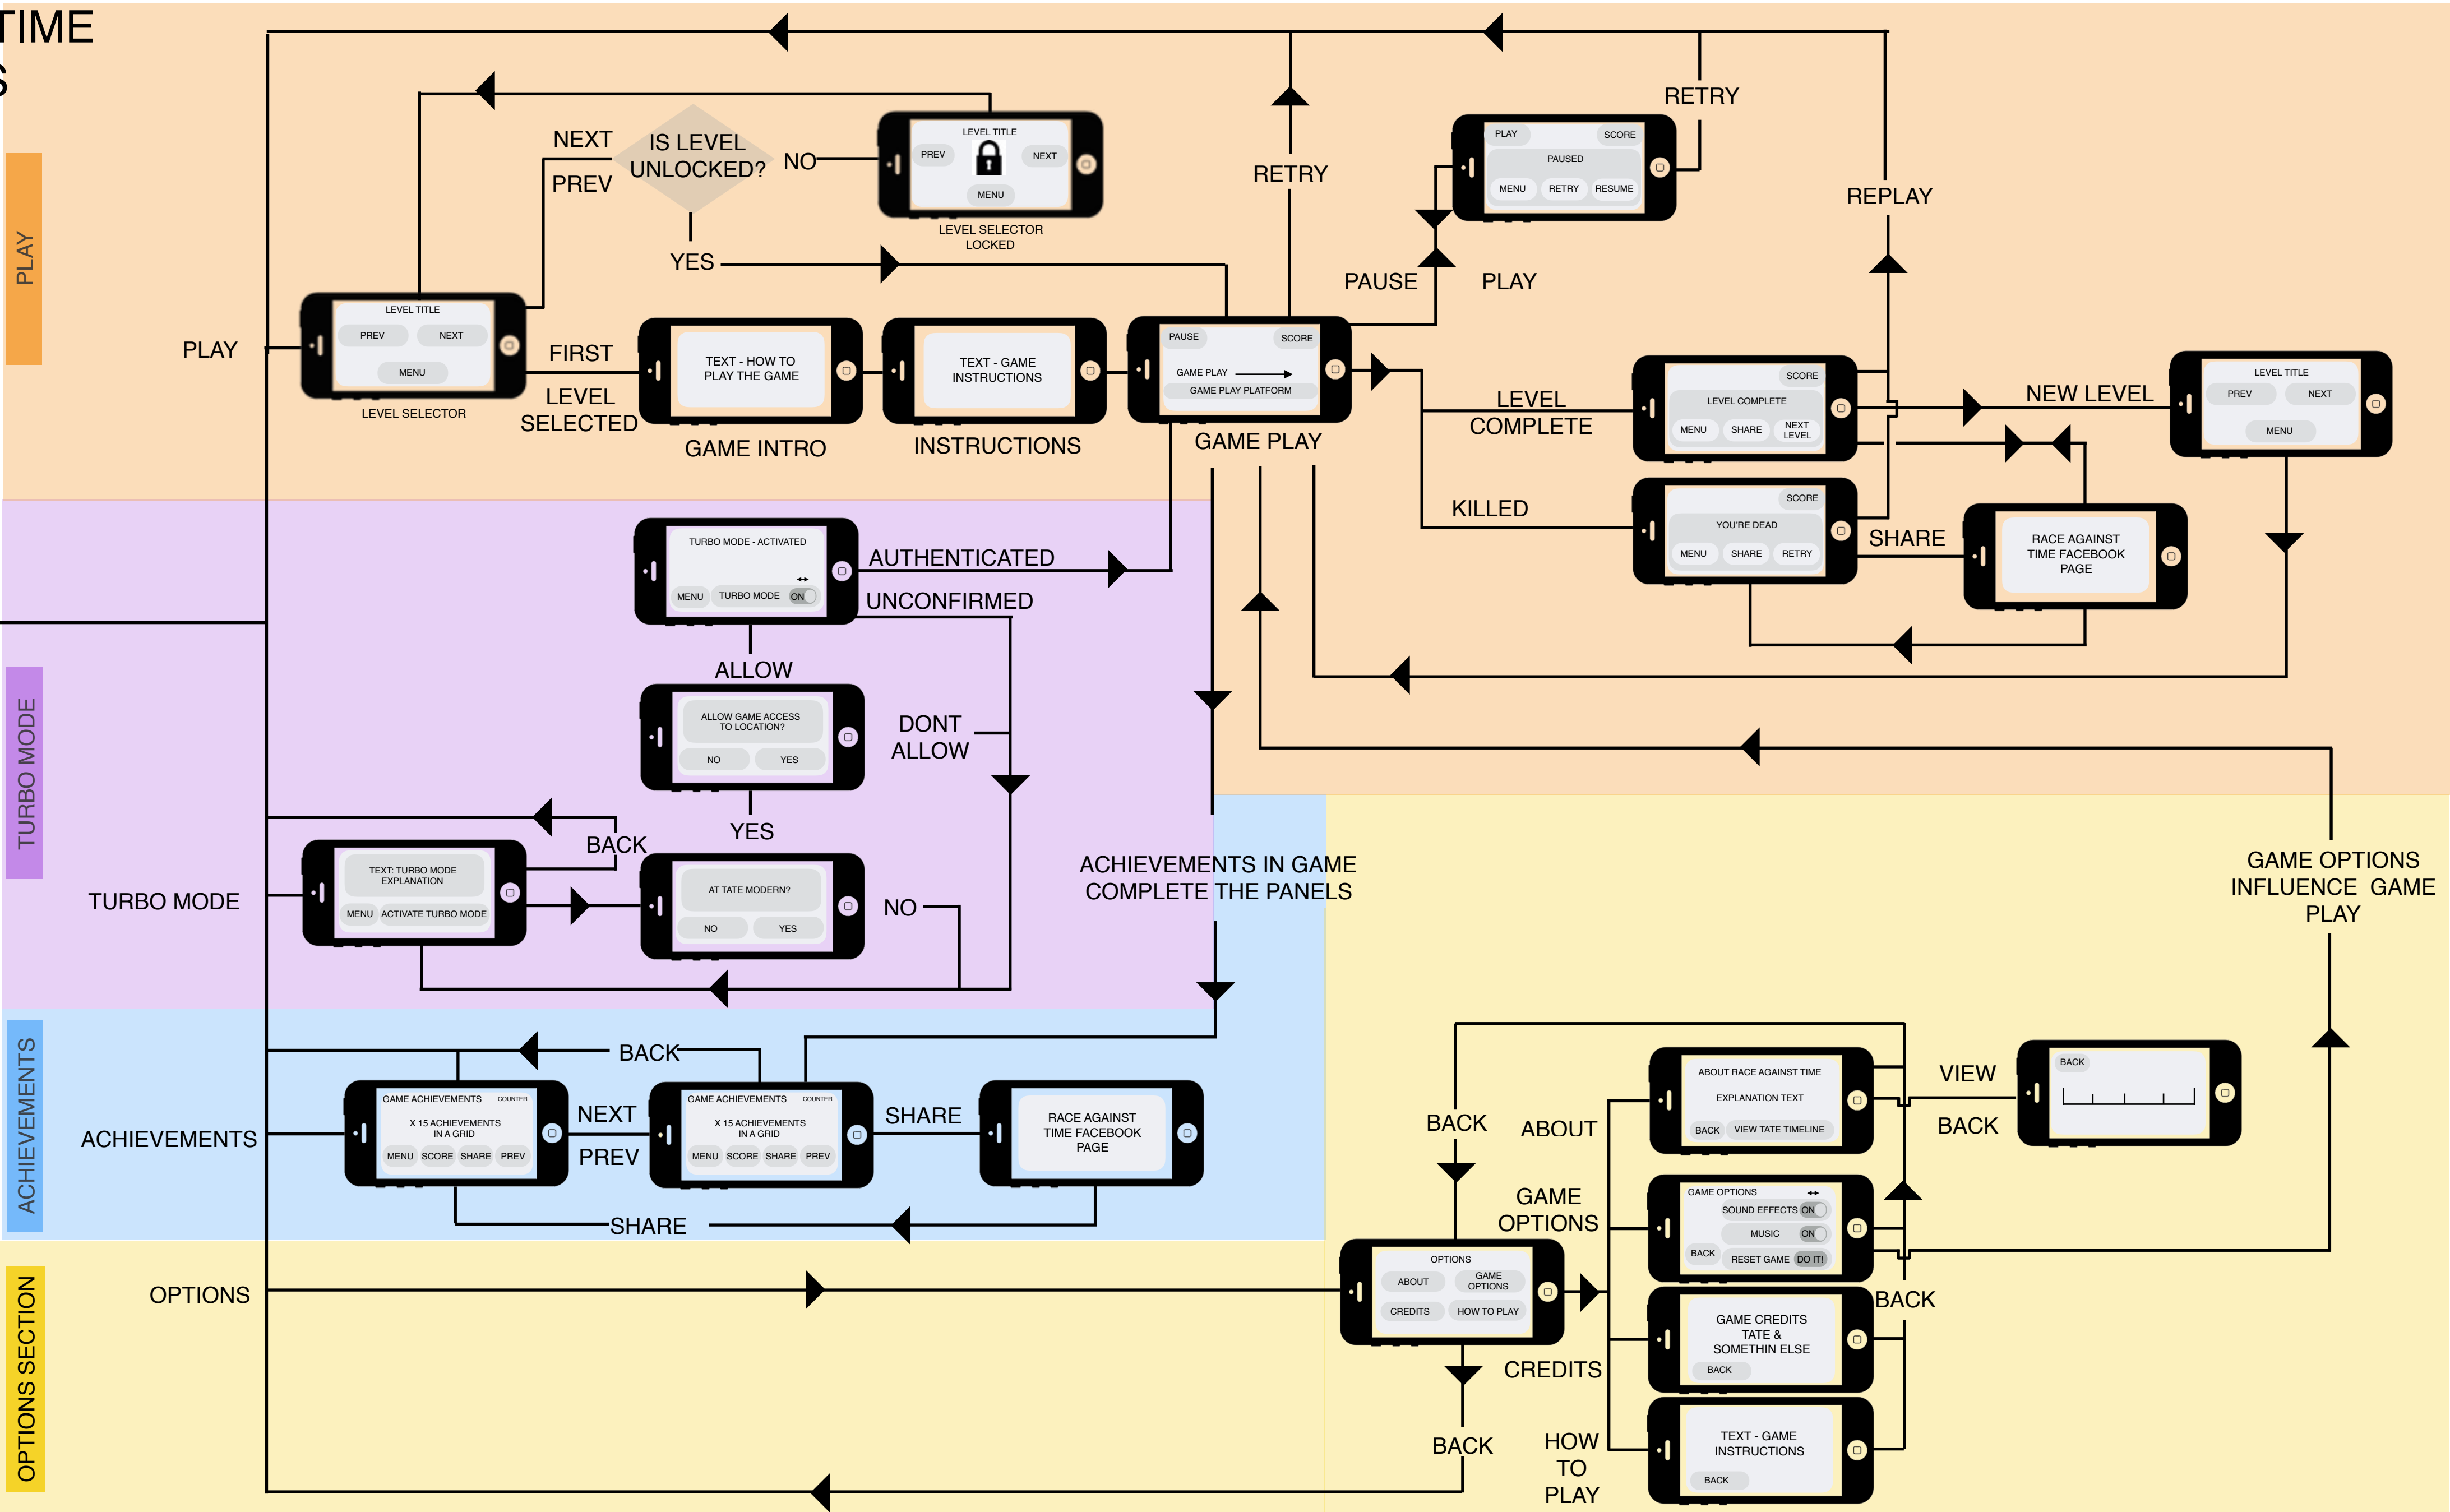 TIME
S
PLAY
TURBO MODE
ACHIEVEMENTS
OPTIONS SECTION
PLAY
LEVEL TITLE
PREV NEXT
MENU
LEVEL SELECTOR
NEXT
PREV
IS LEVEL
UNLOCKED?
NO
YES
LEVEL TITLE
PREV NEXT
MENU
LEVEL SELECTOR
LOCKED
FIRST
LEVEL
SELECTED
TEXT - HOW TO
PLAY THE GAME
GAME INTRO
TEXT - GAME
INSTRUCTIONS
INSTRUCTIONS
PAUSE SCORE
GAME PLAY
GAME PLAY PLATFORM
GAME PLAY
RETRY
PAUSE PLAY
PLAY SCORE
PAUSED
MENU RETRY RESUME
RETRY
REPLAY
LEVEL
COMPLETE
SCORE
LEVEL COMPLETE
MENU SHARE NEXT
LEVEL
NEW LEVEL
LEVEL TITLE
PREV NEXT
MENU
KILLED
SCORE
YOU'RE DEAD
MENU SHARE RETRY
SHARE
RACE AGAINST
TIME FACEBOOK
PAGE
TURBO MODE - ACTIVATED
MENU TURBO MODE ON
AUTHENTICATED
UNCONFIRMED
ALLOW
ALLOW GAME ACCESS
TO LOCATION?
NO YES
DONT
ALLOW
YES
BACK
TURBO MODE
TEXT: TURBO MODE
EXPLANATION
MENU ACTIVATE TURBO MODE
AT TATE MODERN?
NO YES
NO
ACHIEVEMENTS IN GAME
COMPLETE THE PANELS
GAME OPTIONS
INFLUENCE GAME
PLAY
BACK
ACHIEVEMENTS
GAME ACHIEVEMENTS COUNTER
X 15 ACHIEVEMENTS
IN A GRID
MENU SCORE SHARE PREV
NEXT
PREV
GAME ACHIEVEMENTS COUNTER
X 15 ACHIEVEMENTS
IN A GRID
MENU SCORE SHARE PREV
SHARE
RACE AGAINST
TIME FACEBOOK
PAGE
SHARE
OPTIONS
BACK
OPTIONS
ABOUT GAME
OPTIONS
CREDITS HOW TO PLAY
BACK
ABOUT
ABOUT RACE AGAINST TIME
EXPLANATION TEXT
BACK VIEW TATE TIMELINE
VIEW
BACK
BACK
GAME
OPTIONS
GAME OPTIONS
SOUND EFFECTS ON
MUSIC ON
BACK RESET GAME DO IT!
BACK
CREDITS
GAME CREDITS
TATE &
SOMETHIN ELSE
BACK
HOW
TO
PLAY
TEXT - GAME
INSTRUCTIONS
BACK